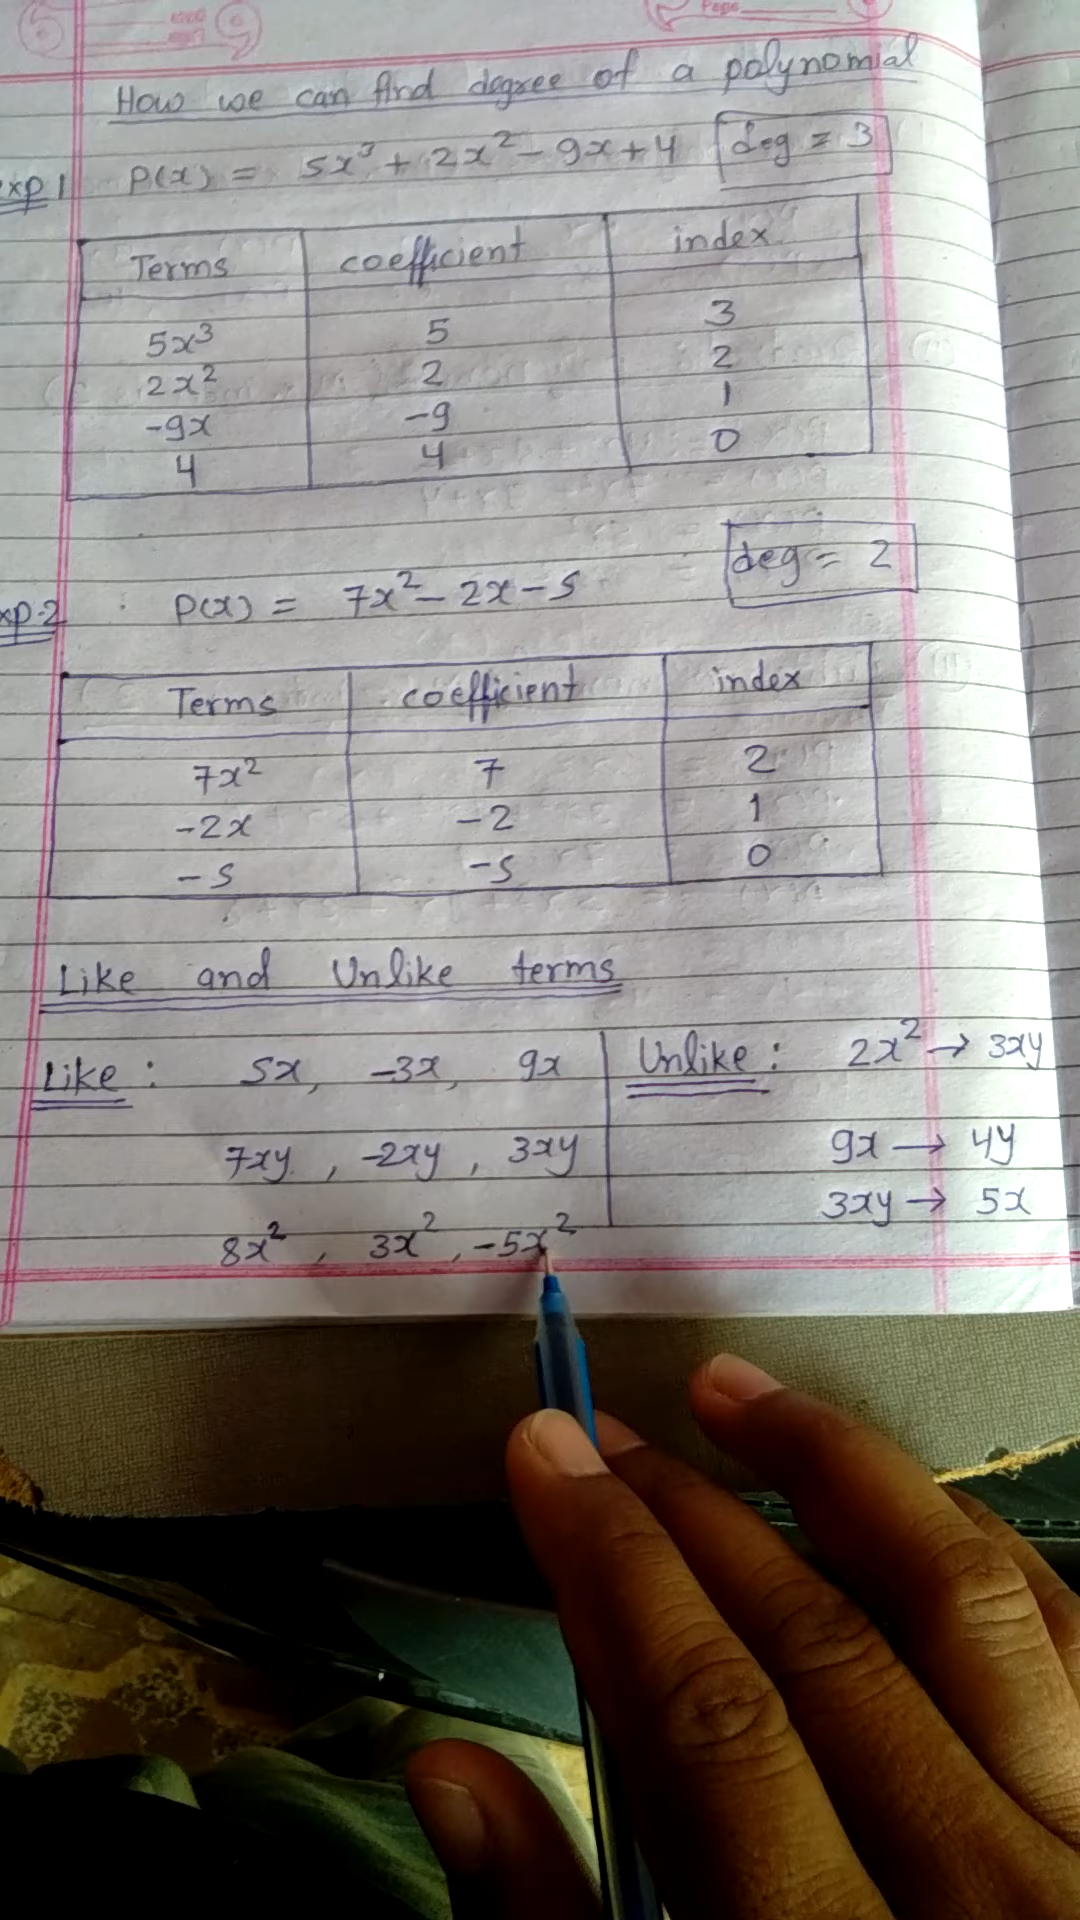 Page
How we can find degree of a polynomial
xp 1 P(x) = 5x³ + 2x² - 9x + 4 deg = 3
Terms coefficient index
5x³ 5 3
2x² 2 2
-9x -9 1
4 4 0
xp-2 P(x) = 7x² - 2x - 5 deg = 2
Terms coefficient index
7x² 7 2
-2x -2 1
-5 -5 0
Like and Unlike terms
Like : 5x, -3x, 9x Unlike : 2x² → 3xy
7xy, -2xy, 3xy 9x → 4y
3xy → 5x
8x², 3x², -5x²